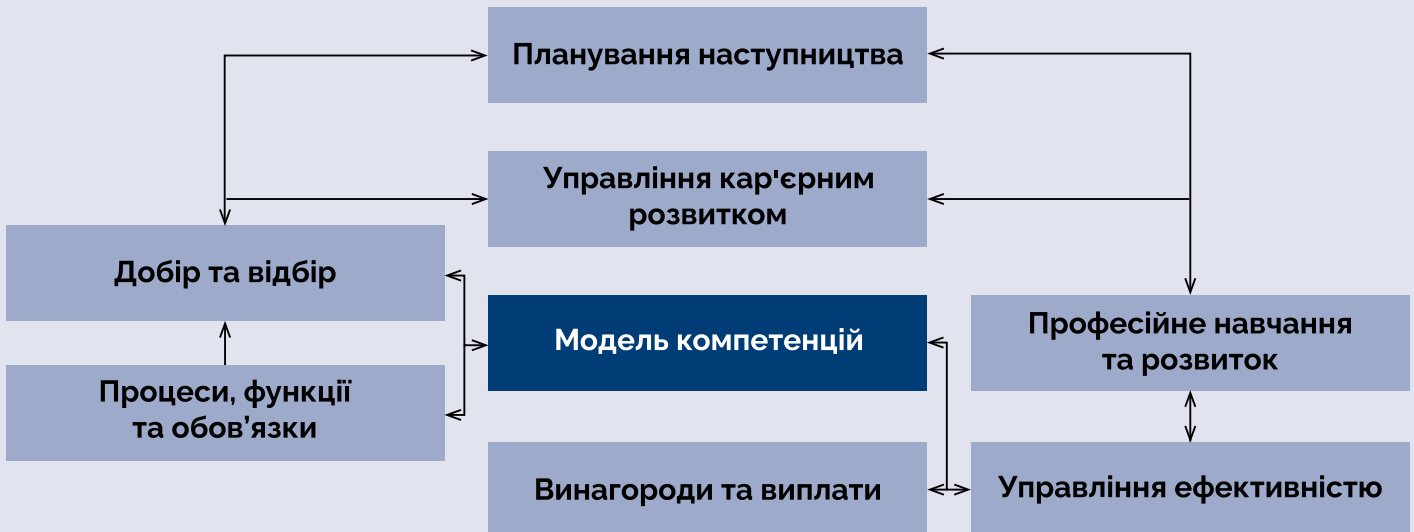 Планування наступництва
Управління кар'єрним
розвитком
Добір та відбір
Модель компетенцій
Професійне навчання
та розвиток
Процеси, функції
та обов’язки
Винагороди та виплати
Управління ефективністю